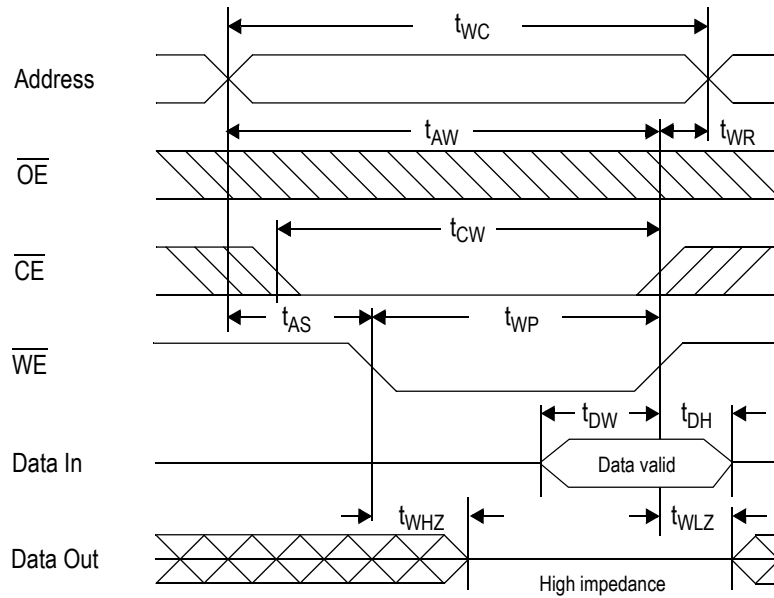 tWC
Address
tAW
tWR
OE
tCW
CE
tAS
tWP
WE
tDW
tDH
Data In
Data valid
tWHZ
tWLZ
Data Out
High impedance